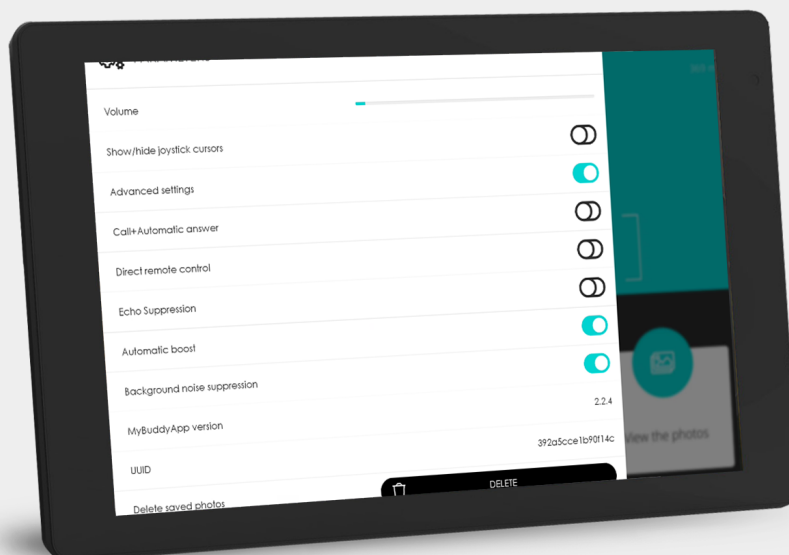 Volume
Show/hide joystick cursors
Advanced settings
Call+Automatic answer
Direct remote control
Echo Suppression
Automatic boost
Background noise suppression
MyBuddyApp version 2.2.4
UUID 392a5cce1b90f14c
Delete saved photos DELETE
View the photos